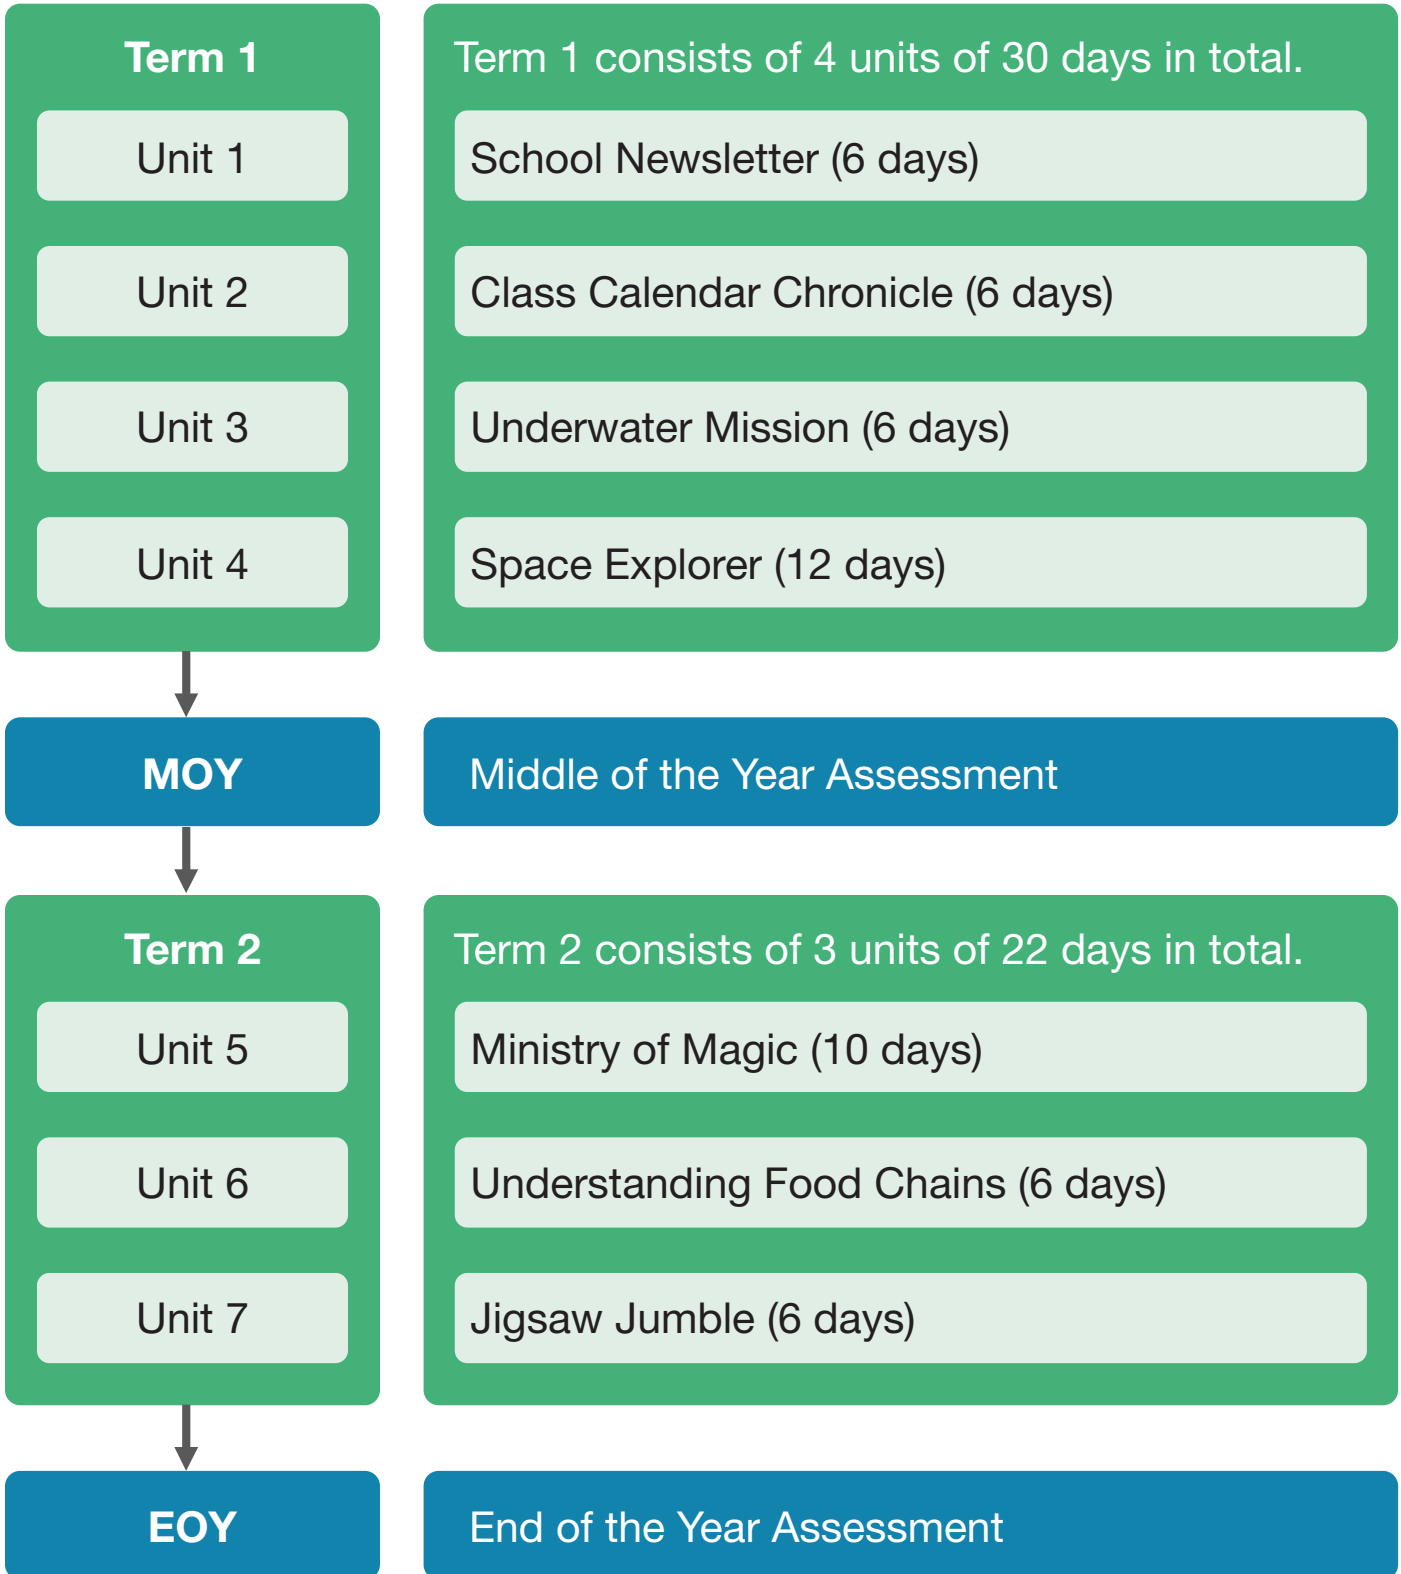 Term 1
Term 1 consists of 4 units of 30 days in total.
Unit 1
School Newsletter (6 days)
Unit 2
Class Calendar Chronicle (6 days)
Unit 3
Underwater Mission (6 days)
Unit 4
Space Explorer (12 days)
MOY
Middle of the Year Assessment
Term 2
Term 2 consists of 3 units of 22 days in total.
Unit 5
Ministry of Magic (10 days)
Unit 6
Understanding Food Chains (6 days)
Unit 7
Jigsaw Jumble (6 days)
EOY
End of the Year Assessment